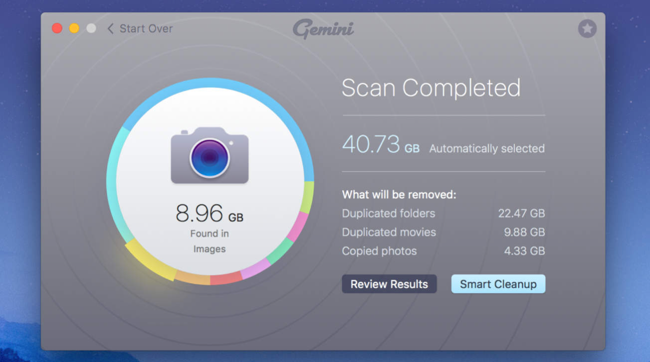 Start Over
Gemini
Scan Completed
40.73 GB Automatically selected
8.96 GB
Found in
Images
What will be removed:
Duplicated folders 22.47 GB
Duplicated movies 9.88 GB
Copied photos 4.33 GB
Review Results
Smart Cleanup